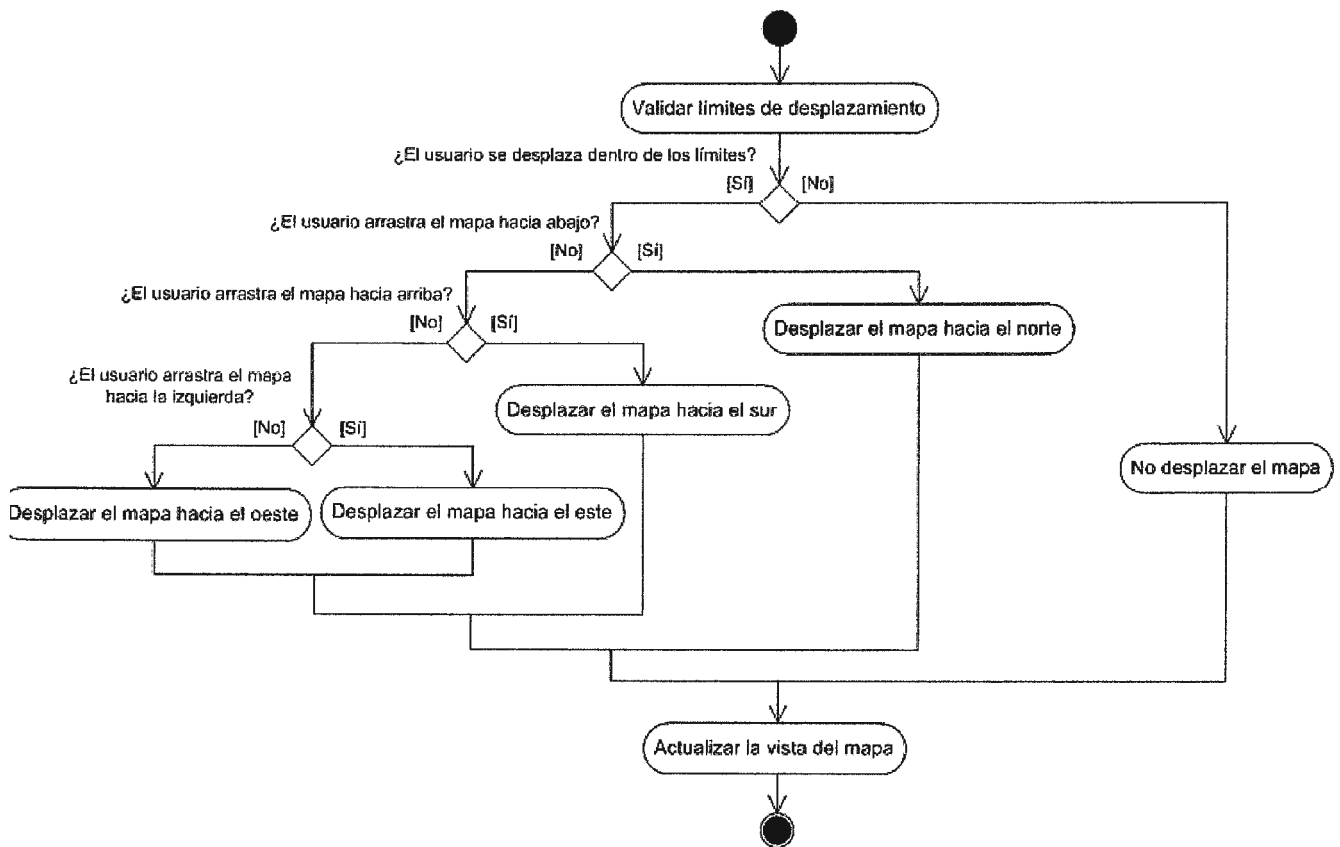 Validar límites de desplazamiento
¿El usuario se desplaza dentro de los límites?
[Sí] [No]
¿El usuario arrastra el mapa hacia abajo?
[No] [Sí]
¿El usuario arrastra el mapa hacia arriba?
[No] [Sí]
Desplazar el mapa hacia el norte
¿El usuario arrastra el mapa
hacia la izquierda?
Desplazar el mapa hacia el sur
[No] [Sí]
No desplazar el mapa
Desplazar el mapa hacia el oeste
Desplazar el mapa hacia el este
Actualizar la vista del mapa